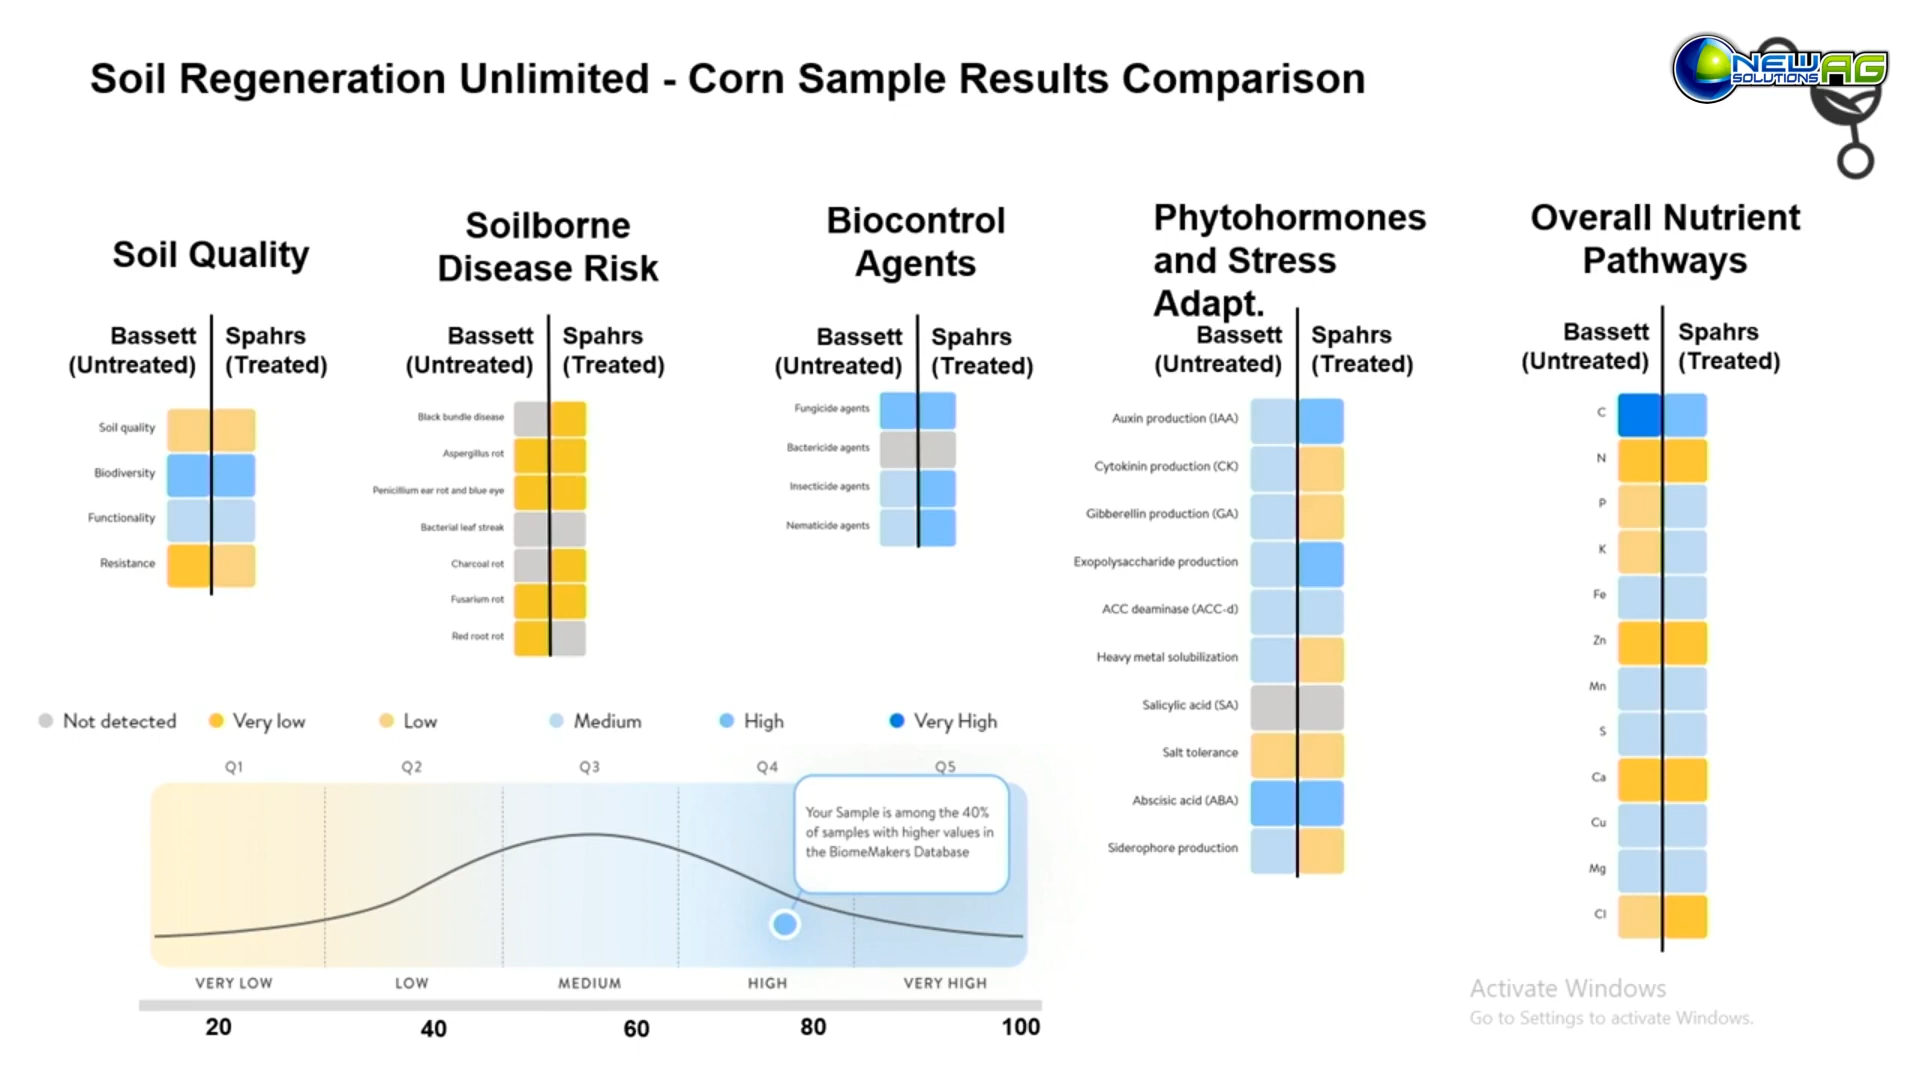 Soil Regeneration Unlimited - Corn Sample Results Comparison
NEW AG
SOLUTIONS
Soil Quality
Bassett
(Untreated)
Spahrs
(Treated)
Soil quality
Biodiversity
Functionality
Resistance
Soilborne
Disease Risk
Bassett
(Untreated)
Spahrs
(Treated)
Black bundle disease
Aspergillus rot
Penicillium ear rot and blue eye
Bacterial leaf streak
Charcoal rot
Fusarium rot
Red root rot
Biocontrol
Agents
Bassett
(Untreated)
Spahrs
(Treated)
Fungicide agents
Bactericide agents
Insecticide agents
Nematicide agents
Phytohormones
and Stress
Adapt.
Bassett
(Untreated)
Spahrs
(Treated)
Auxin production (IAA)
Cytokinin production (CK)
Gibberellin production (GA)
Exopolysaccharide production
ACC deaminase (ACC-d)
Heavy metal solubilization
Salicylic acid (SA)
Salt tolerance
Abscisic acid (ABA)
Siderophore production
Overall Nutrient
Pathways
Bassett
(Untreated)
Spahrs
(Treated)
C
N
P
K
Fe
Zn
Mn
S
Ca
Cu
Mg
Cl
Not detected
Very low
Low
Medium
High
Very High
Q1
Q2
Q3
Q4
Q5
Your Sample is among the 40%
of samples with higher values in
the BiomeMakers Database
VERY LOW
LOW
MEDIUM
HIGH
VERY HIGH
20
40
60
80
100
Activate Windows
Go to Settings to activate Windows.